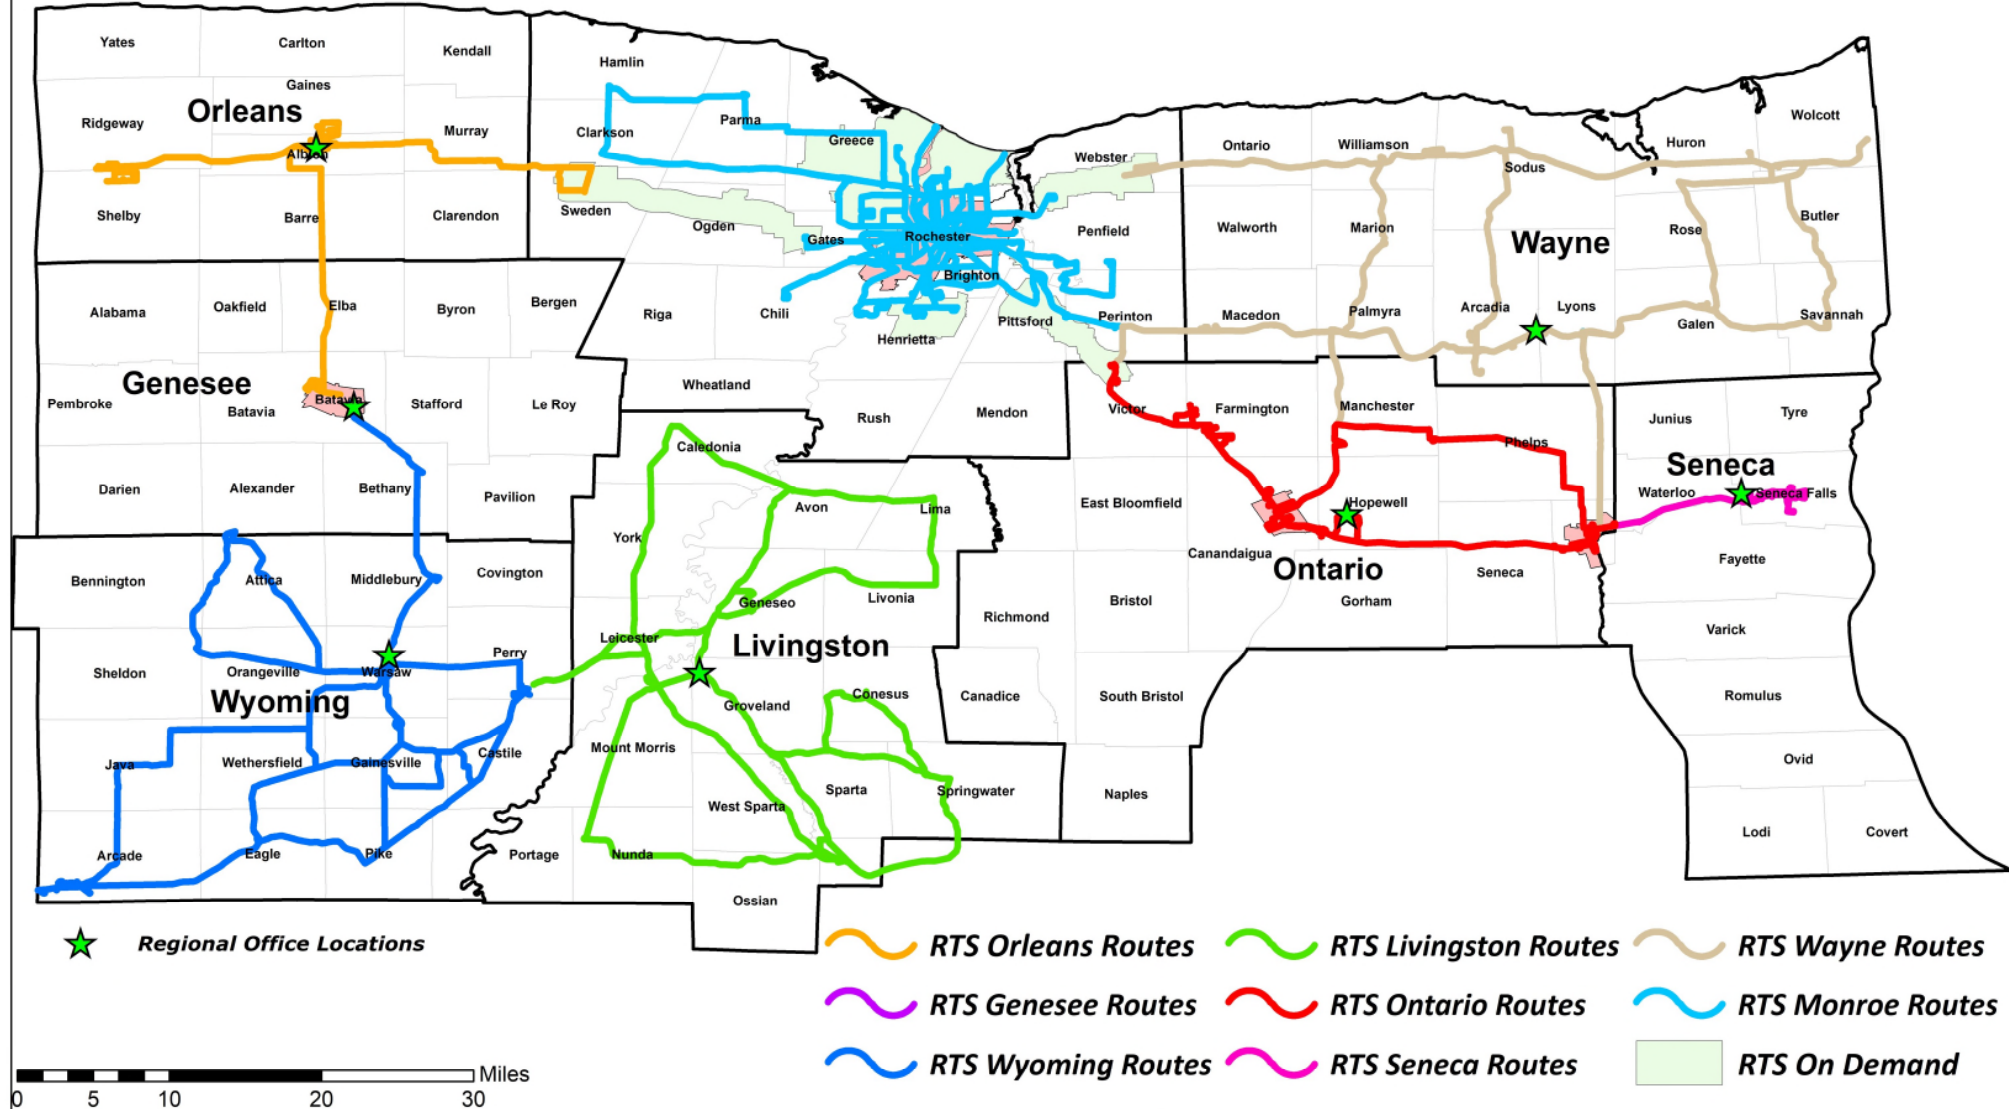 Yates
Carlton
Kendall
Hamlin
Gaines
Orleans
Ridgeway
Murray
Clarkson
Parma
Greece
Albion
Webster
Ontario
Williamson
Sodus
Huron
Wolcott
Shelby
Barre
Clarendon
Sweden
Ogden
Gates
Rochester
Penfield
Walworth
Marion
Wayne
Rose
Butler
Brighton
Alabama
Oakfield
Elba
Byron
Bergen
Riga
Chili
Henrietta
Pittsford
Perinton
Macedon
Palmyra
Arcadia
Lyons
Galen
Savannah
Genesee
Pembroke
Batavia
Batavia
Stafford
Le Roy
Wheatland
Rush
Mendon
Victor
Farmington
Manchester
Phelps
Junius
Tyre
Seneca
Caledonia
Darien
Alexander
Bethany
Pavilion
York
Avon
Lima
East Bloomfield
Hopewell
Waterloo
Seneca Falls
Canandaigua
Ontario
Seneca
Fayette
Bennington
Attica
Middlebury
Covington
Geneseo
Livonia
Richmond
Bristol
Gorham
Varick
Leicester
Livingston
Sheldon
Orangeville
Warsaw
Perry
Wyoming
Groveland
Conesus
Canadice
South Bristol
Romulus
Java
Wethersfield
Gainesville
Castile
Mount Morris
West Sparta
Sparta
Springwater
Naples
Ovid
Arcade
Eagle
Pike
Portage
Nunda
Ossian
Lodi
Covert
Regional Office Locations
RTS Orleans Routes
RTS Livingston Routes
RTS Wayne Routes
RTS Genesee Routes
RTS Ontario Routes
RTS Monroe Routes
RTS Wyoming Routes
RTS Seneca Routes
RTS On Demand
Miles
0 5 10 20 30